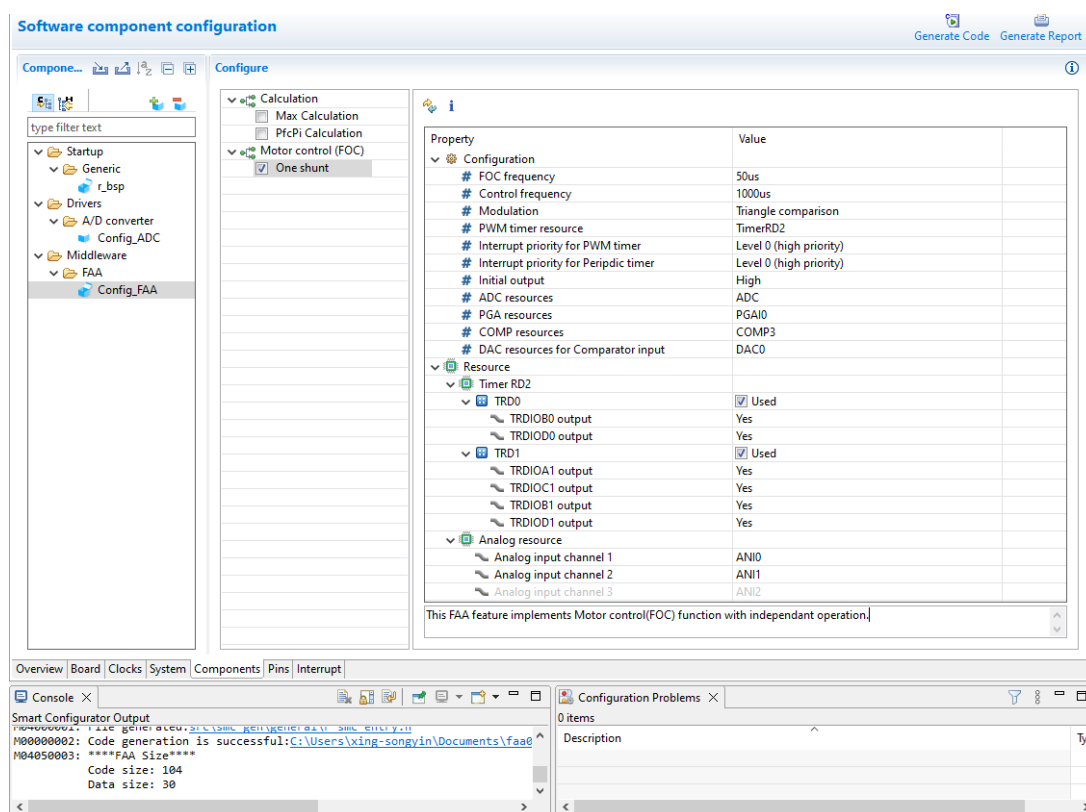 Software component configuration
Generate Code Generate Report
Compone...
Configure
type filter text
Startup
Generic
r_bsp
Drivers
A/D converter
Config_ADC
Middleware
FAA
Config_FAA
Calculation
Max Calculation
PfcPi Calculation
Motor control (FOC)
One shunt
Property Value
Configuration
# FOC frequency 50us
# Control frequency 1000us
# Modulation Triangle comparison
# PWM timer resource TimerRD2
# Interrupt priority for PWM timer Level 0 (high priority)
# Interrupt priority for Peripdic timer Level 0 (high priority)
# Initial output High
# ADC resources ADC
# PGA resources PGAI0
# COMP resources COMP3
# DAC resources for Comparator input DAC0
Resource
Timer RD2
TRD0 Used
TRDIOB0 output Yes
TRDIOD0 output Yes
TRD1 Used
TRDIOA1 output Yes
TRDIOC1 output Yes
TRDIOB1 output Yes
TRDIOD1 output Yes
Analog resource
Analog input channel 1 ANI0
Analog input channel 2 ANI1
Analog input channel 3 ANI2
This FAA feature implements Motor control(FOC) function with independant operation.
Overview Board Clocks System Components Pins Interrupt
Console
Smart Configurator Output
M04000001: File generated:src\smc_gen\general\r_smc_entry.h
M00000002: Code generation is successful:C:\Users\xing-songyin\Documents\faa0
M04050003: ****FAA Size****
Code size: 104
Data size: 30
Configuration Problems
0 items
Description Ty